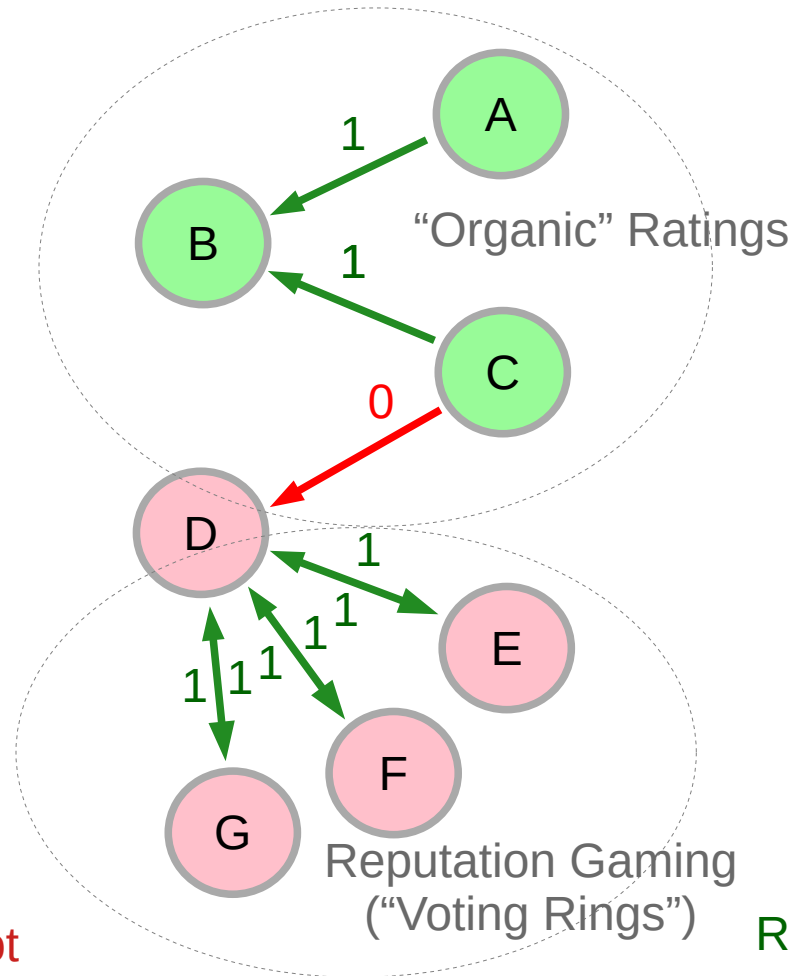 A
1
“Organic” Ratings
B
1
C
0
D
1
1
E
1
1
1
1
F
G
Reputation Gaming
(“Voting Rings”)
R